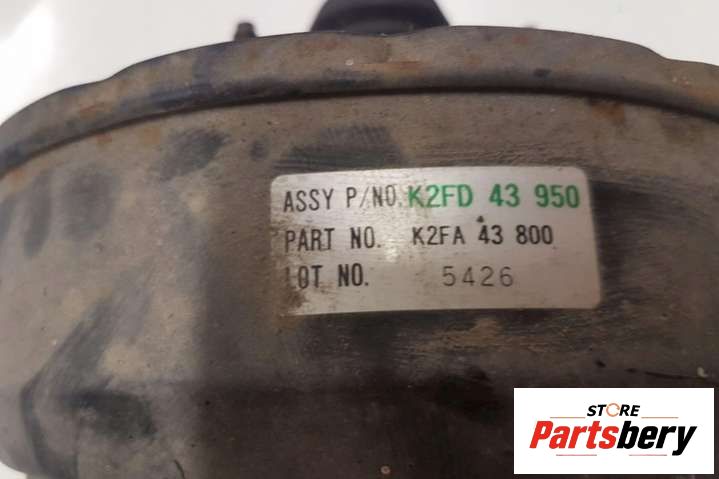 ASSY P/NO. K2FD 43 950
PART NO. K2FA 43 800
LOT NO. 5426
STORE
Partsbery